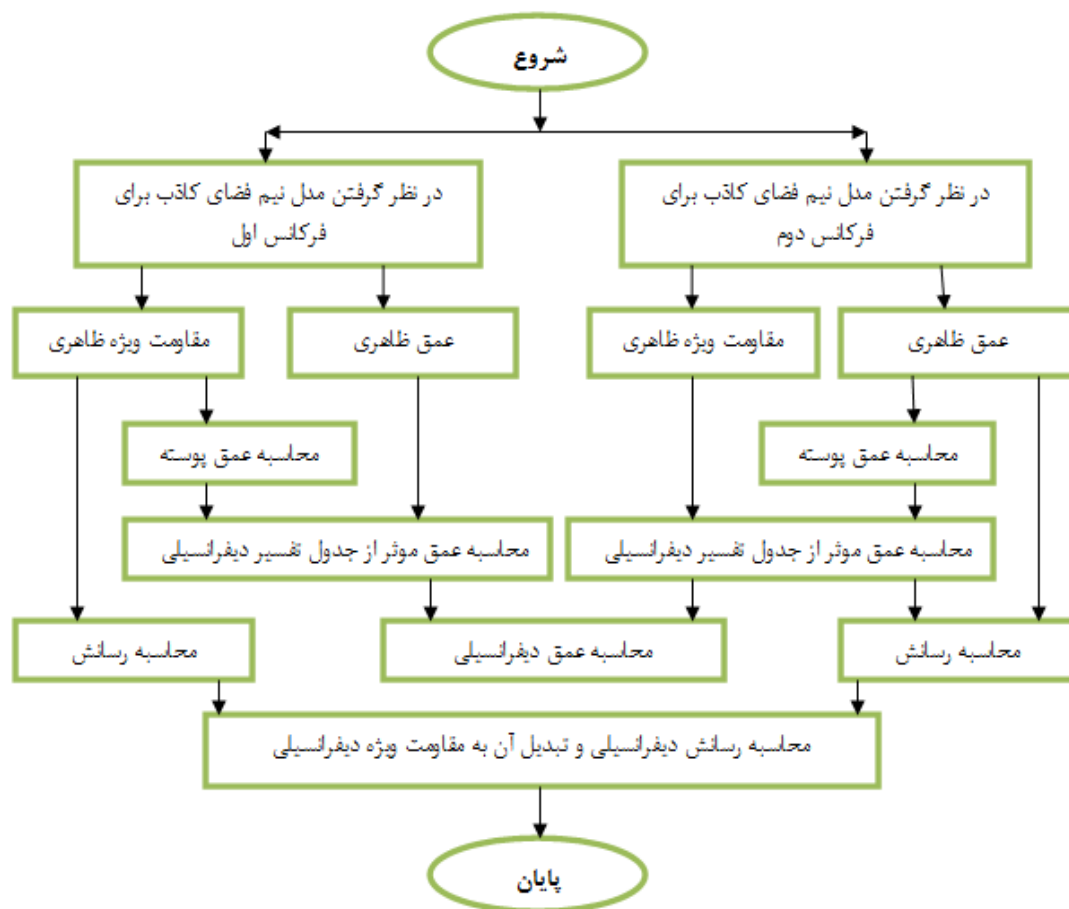 شروع
در نظر گرفتن مدل نیم فضای کاذب برای
فرکانس دوم
در نظر گرفتن مدل نیم فضای کاذب برای
فرکانس اول
عمق ظاهری
مقاومت ویژه ظاهری
عمق ظاهری
مقاومت ویژه ظاهری
محاسبه عمق پوسته
محاسبه عمق پوسته
محاسبه عمق موثر از جدول تفسیر دیفرانسیلی
محاسبه عمق موثر از جدول تفسیر دیفرانسیلی
محاسبه رسانش
محاسبه عمق دیفرانسیلی
محاسبه رسانش
محاسبه رسانش دیفرانسیلی و تبدیل آن به مقاومت ویژه دیفرانسیلی
پایان